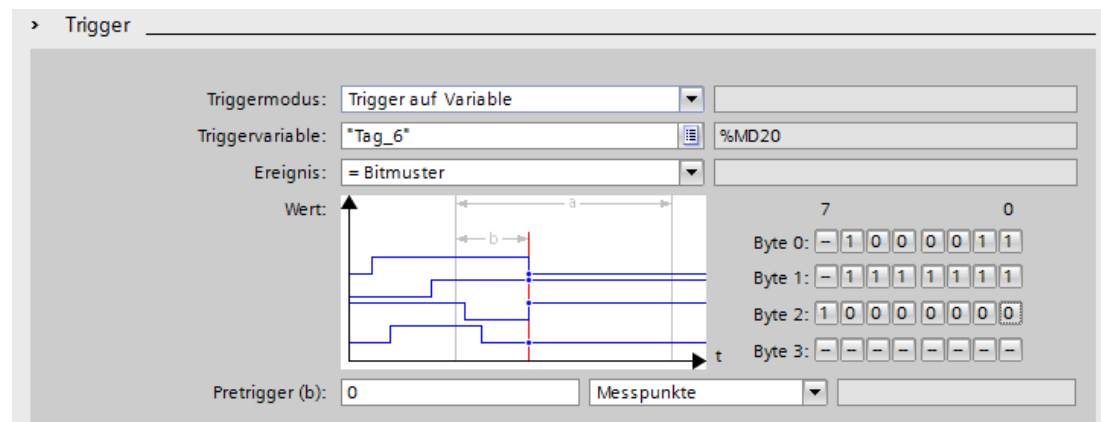 Trigger
Triggermodus: Trigger auf Variable
Triggervariable: "Tag_6" %MD20
Ereignis: = Bitmuster
Wert: a 7 0
b Byte 0: - 1 0 0 0 0 1 1
Byte 1: - 1 1 1 1 1 1 1
Byte 2: 1 0 0 0 0 0 0 0
t Byte 3: - - - - - - - -
Pretrigger (b): 0 Messpunkte